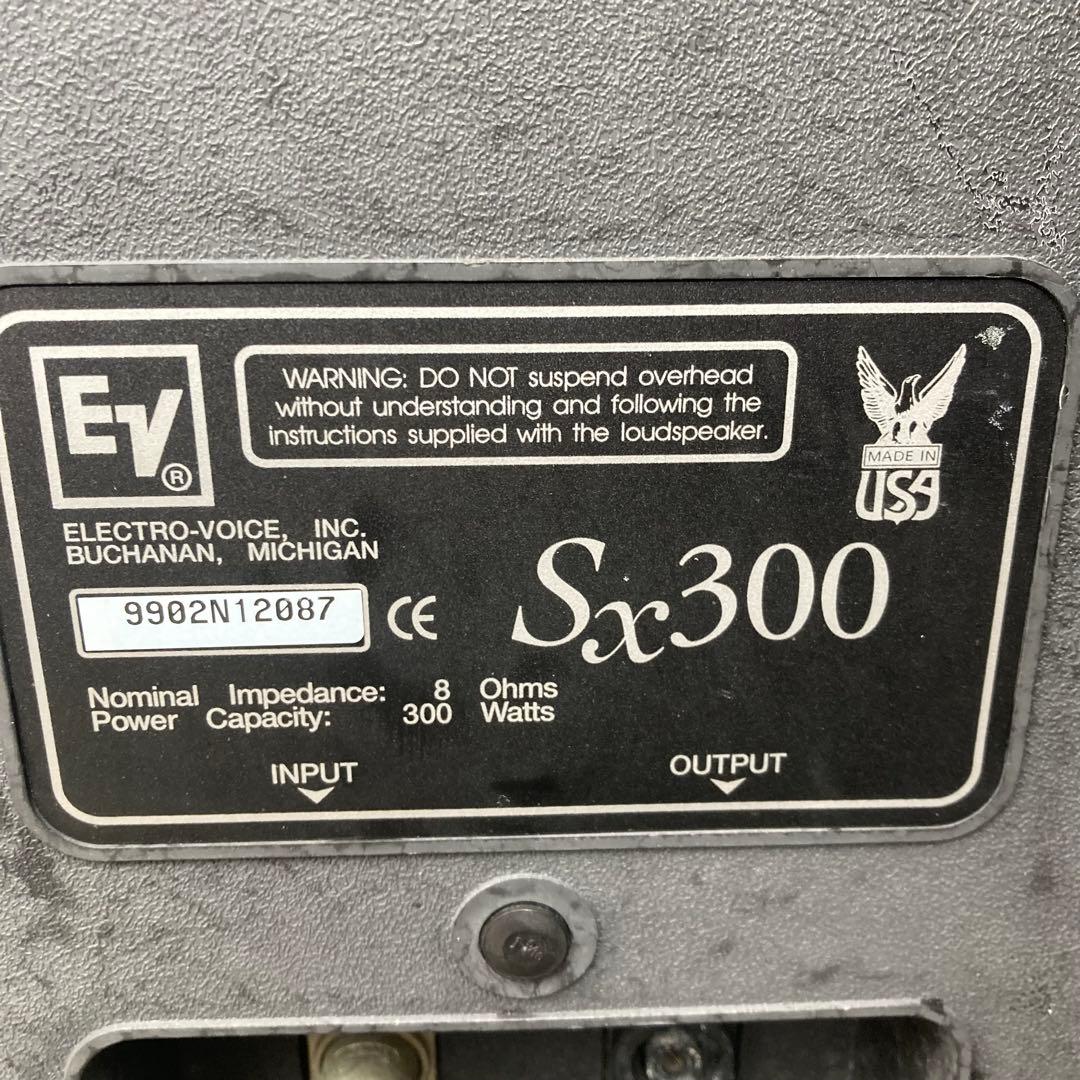 EV®
WARNING: DO NOT suspend overhead
without understanding and following the
instructions supplied with the loudspeaker.
MADE IN
USA
ELECTRO-VOICE, INC.
BUCHANAN, MICHIGAN
9902N12087 CE
Sx300
Nominal Impedance: 8 Ohms
Power Capacity: 300 Watts
INPUT
OUTPUT